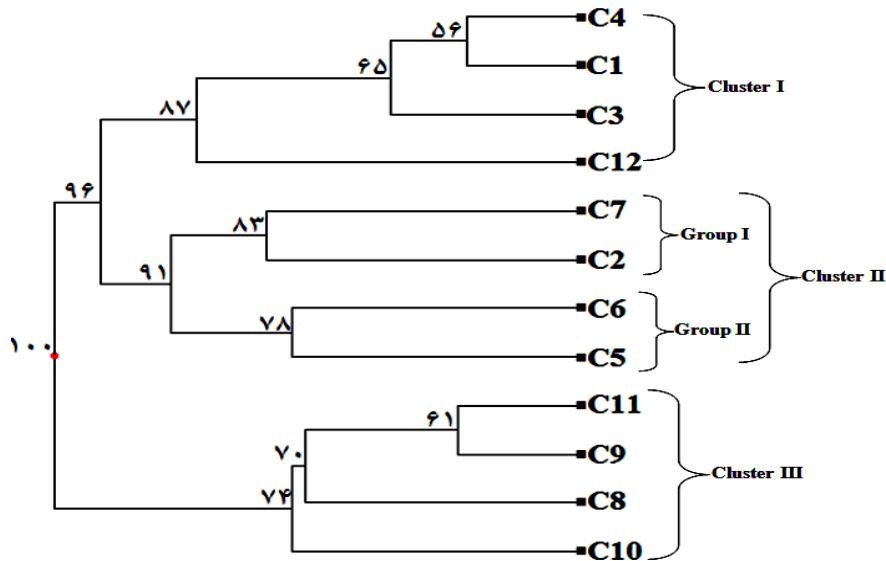 C4
۵۶
C1
۶۵
Cluster I
C3
۸۷
C12
۹۶
C7
۸۳
Group I
C2
۹۱
Cluster II
C6
۷۸
Group II
C5
۱۰۰
C11
۶۱
C9
۷۰
Cluster III
C8
۷۴
C10